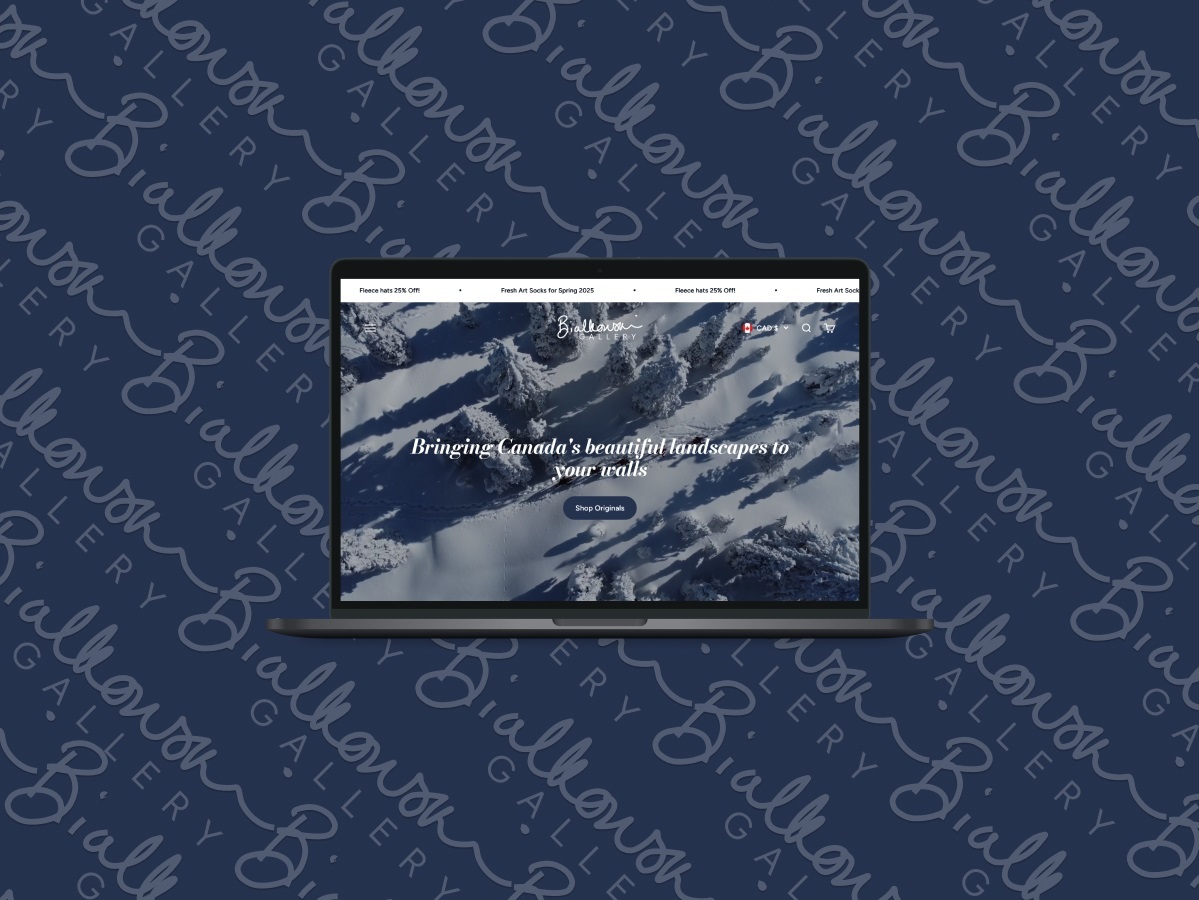 Fleece hats 25% Off! • Fresh Art Socks for Spring 2025 • Fleece hats 25% Off! • Fresh Art Sock
Bialkowski
GALLERY
CAD $
Bringing Canada's beautiful landscapes to
your walls
Shop Originals